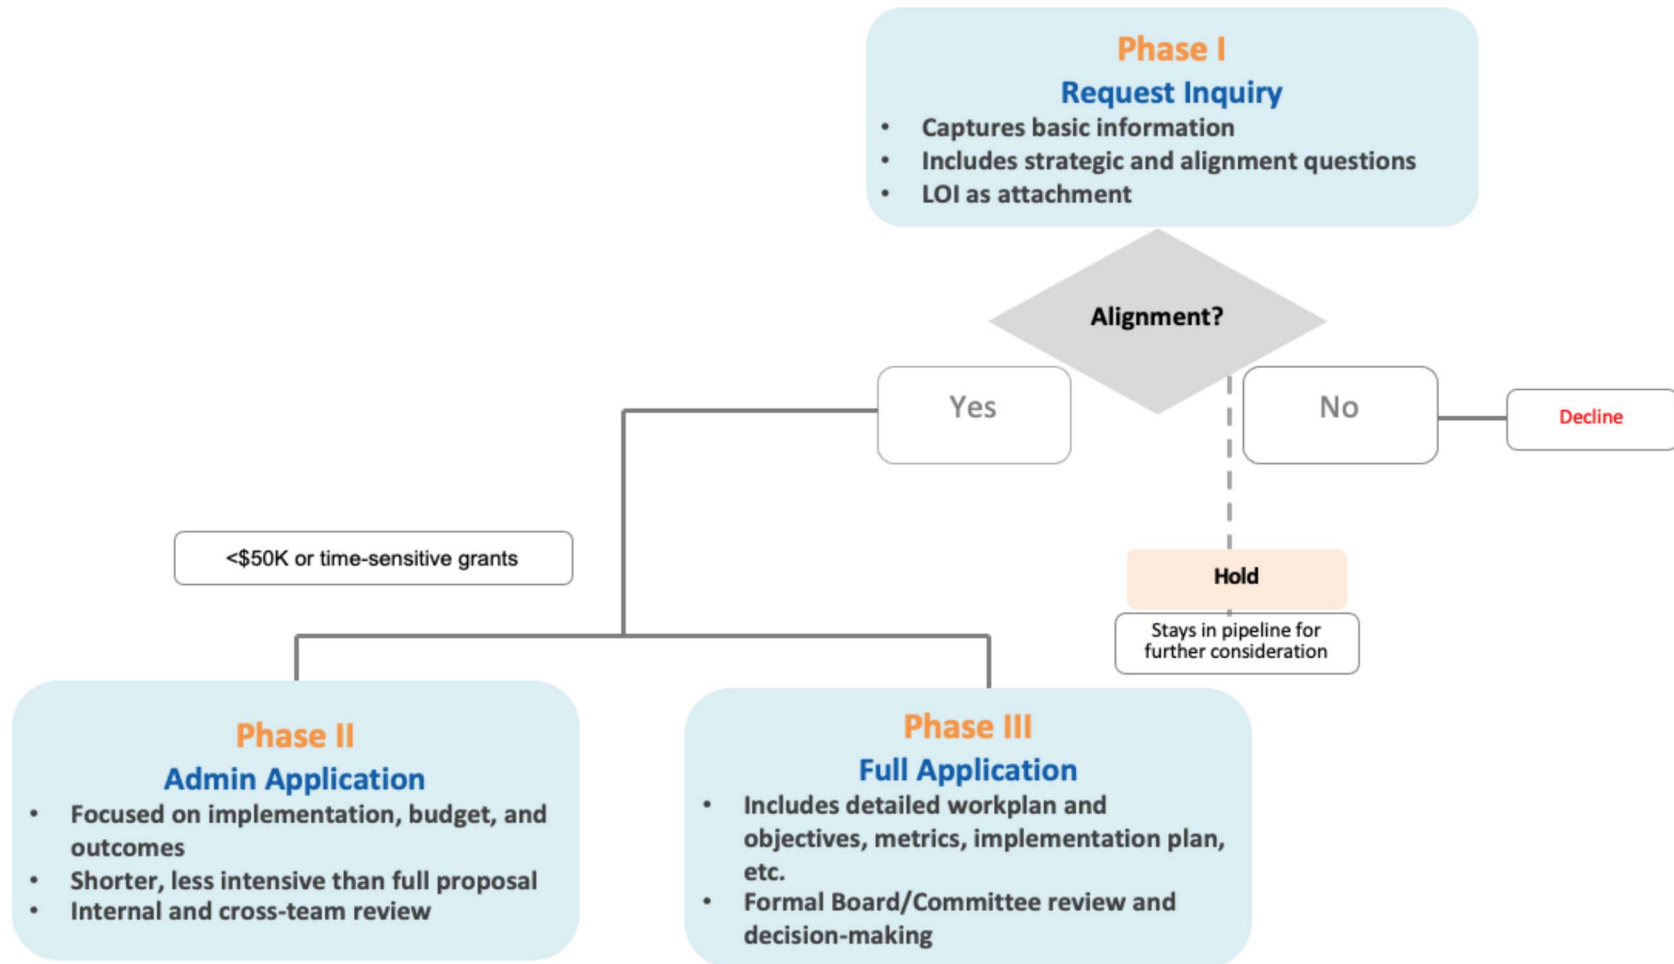 Phase I
Request Inquiry
• Captures basic information
• Includes strategic and alignment questions
• LOI as attachment
Alignment?
Yes
No
Decline
<$50K or time-sensitive grants
Hold
Stays in pipeline for
further consideration
Phase II
Admin Application
• Focused on implementation, budget, and
outcomes
• Shorter, less intensive than full proposal
• Internal and cross-team review
Phase III
Full Application
• Includes detailed workplan and
objectives, metrics, implementation plan,
etc.
• Formal Board/Committee review and
decision-making